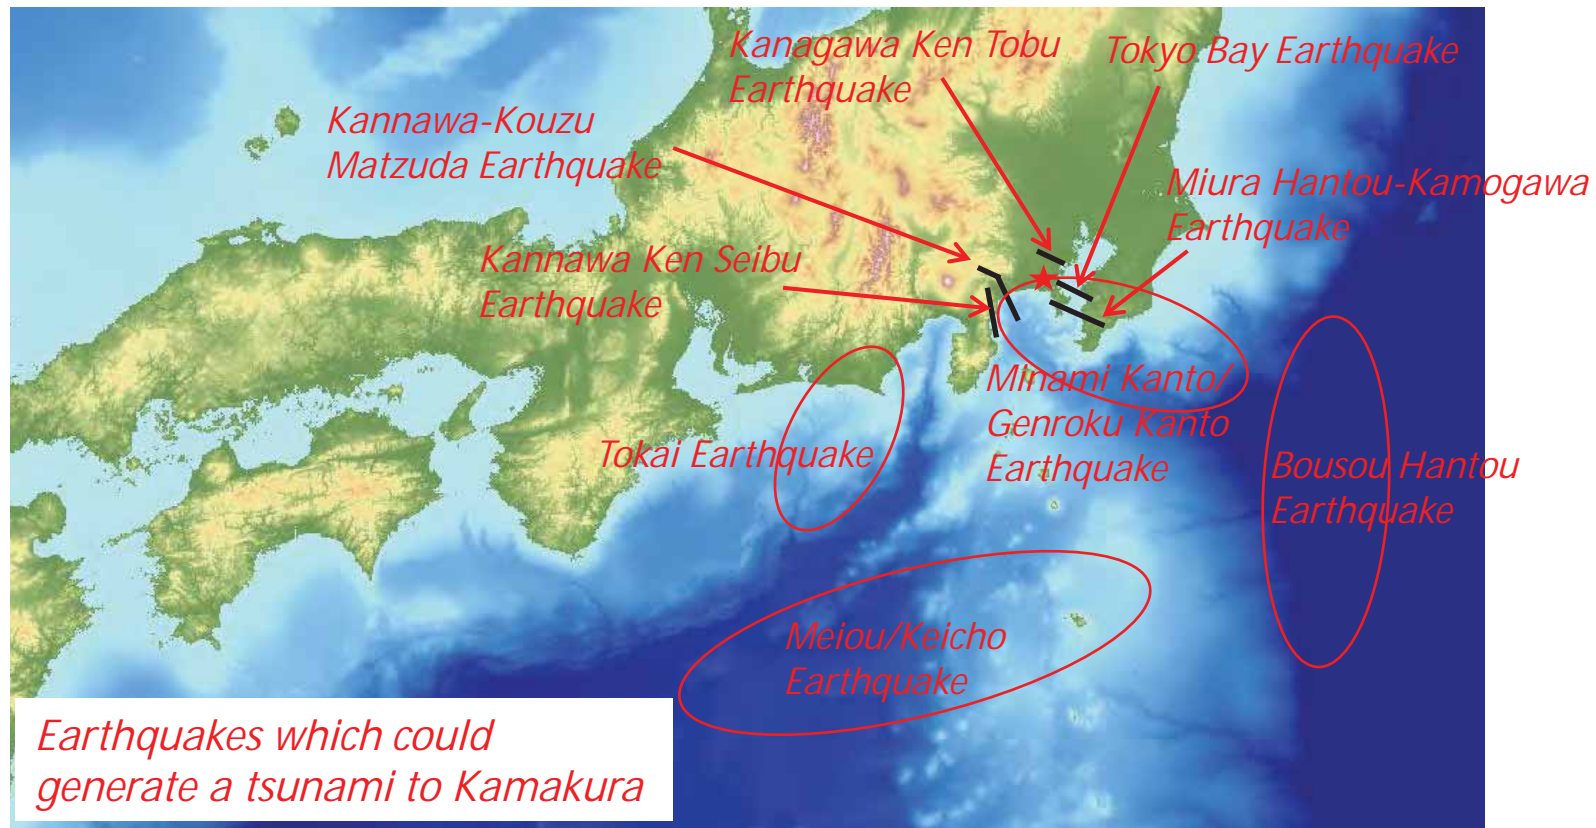 Kanagawa Ken Tobu
Earthquake
Tokyo Bay Earthquake
Kannawa-Kouzu
Matzuda Earthquake
Miura Hantou-Kamogawa
Earthquake
Kannawa Ken Seibu
Earthquake
Minami Kanto/
Genroku Kanto
Earthquake
Tokai Earthquake
Bousou Hantou
Earthquake
Meiou/Keicho
Earthquake
Earthquakes which could
generate a tsunami to Kamakura